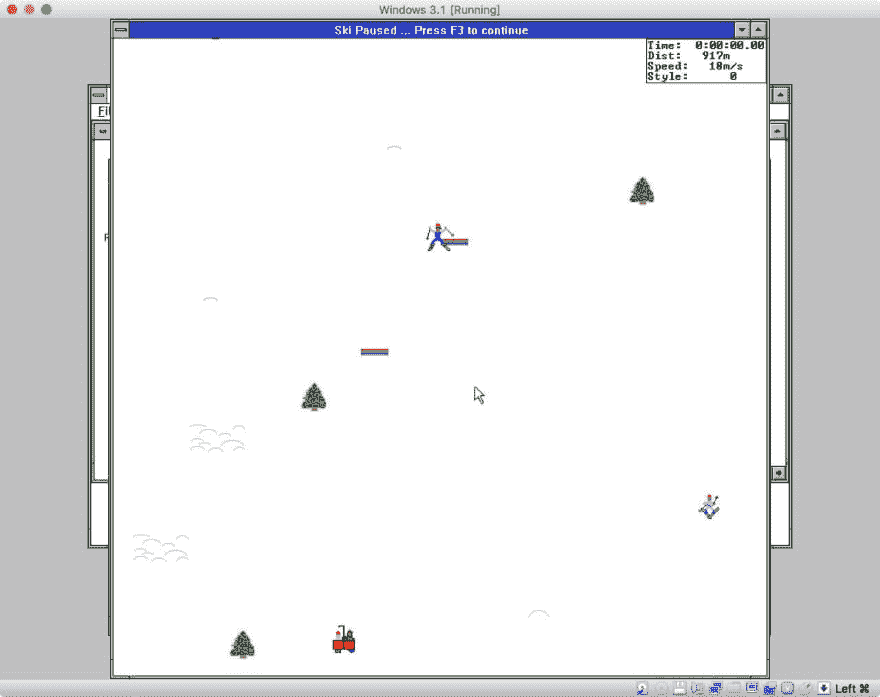 Windows 3.1 [Running]
Ski Paused ... Press F3 to continue
Time: 0:00:00.00
Dist: 917m
Speed: 18m/s
Style: 0
Fi
Left ⌘